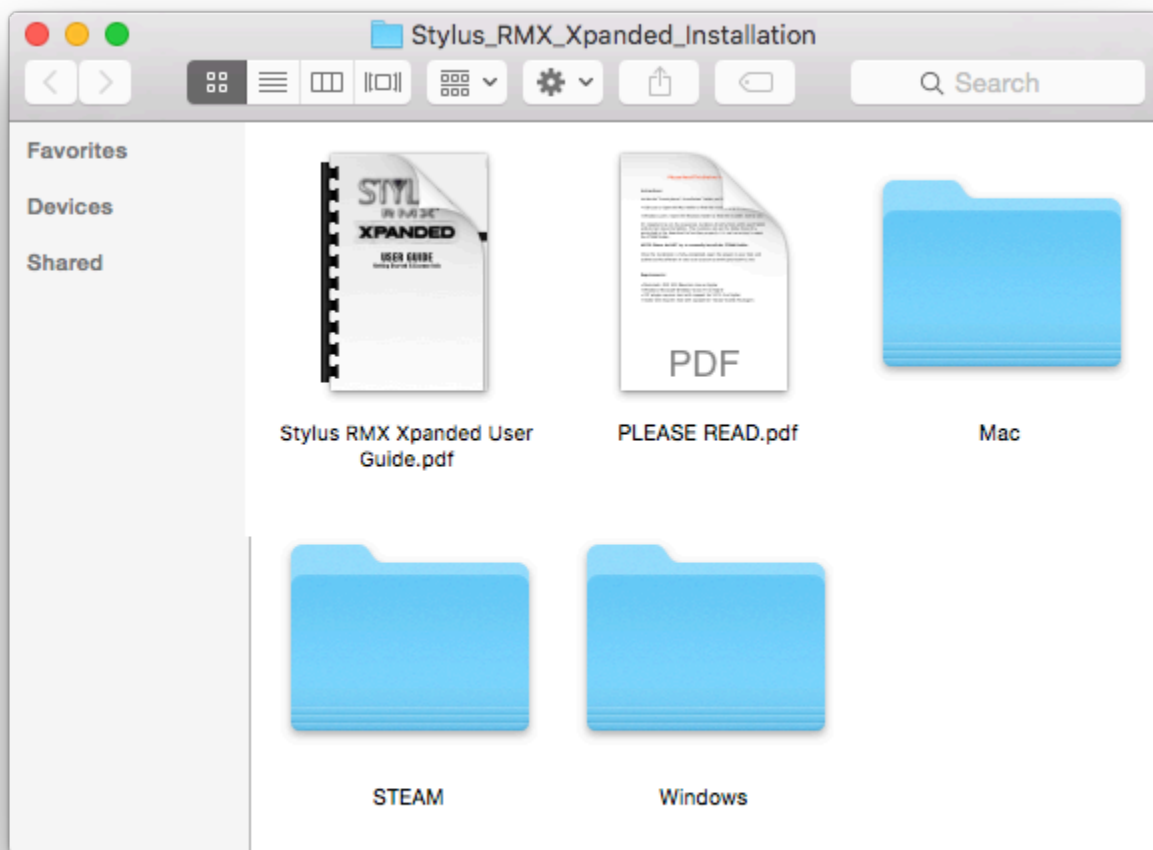 Stylus_RMX_Xpanded_Installation
Search
Favorites
Devices
Shared
STYL
RMX
XPANDED
USER GUIDE
PDF
Stylus RMX Xpanded User
Guide.pdf
PLEASE READ.pdf
Mac
STEAM
Windows